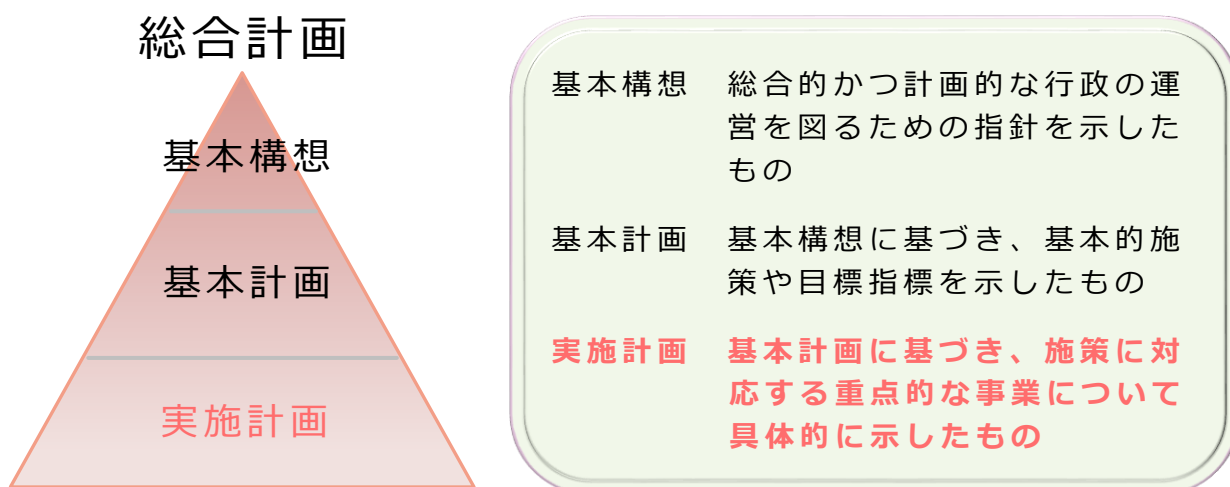 総合計画
基本構想
基本計画
実施計画
基本構想 総合的かつ計画的な行政の運
営を図るための指針を示した
もの
基本計画 基本構想に基づき、基本的施
策や目標指標を示したもの
実施計画 基本計画に基づき、施策に対
応する重点的な事業について
具体的に示したもの